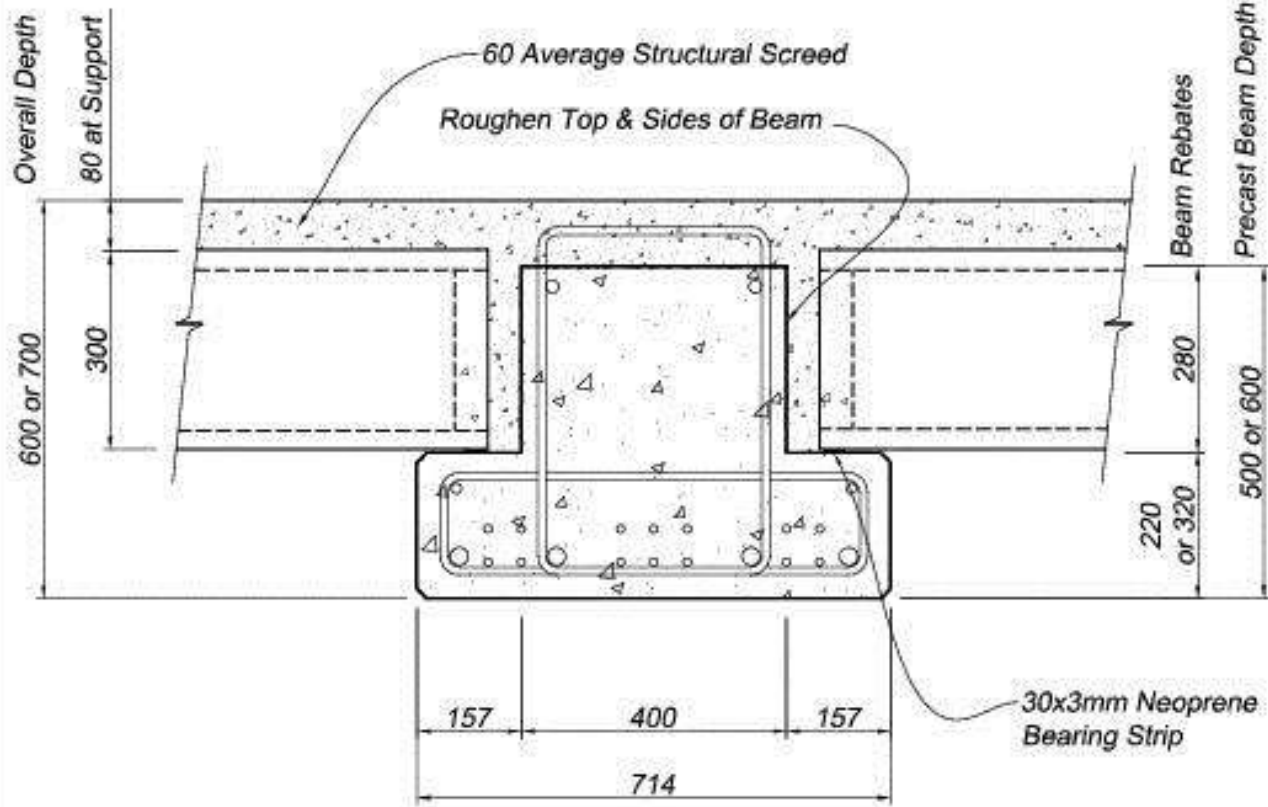 60 Average Structural Screed
Roughen Top & Sides of Beam
Overall Depth
80 at Support
Beam Rebates
Precast Beam Depth
600 or 700
300
280
500 or 600
220
or 320
157
400
157
714
30x3mm Neoprene
Bearing Strip